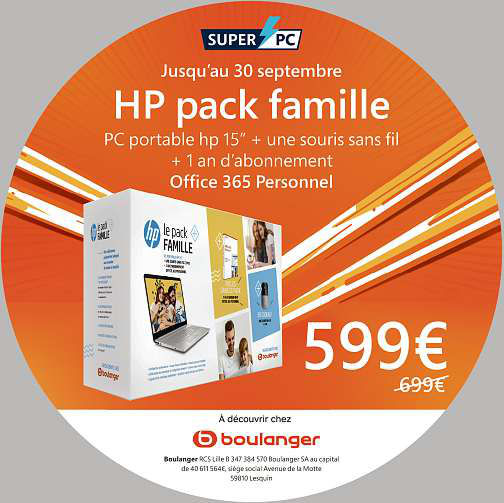 SUPER PC
Jusqu'au 30 septembre
HP pack famille
PC portable hp 15" + une souris sans fil
+ 1 an d'abonnement
Office 365 Personnel
hp
le pack
FAMILLE
boulanger
599€
699€
À découvrir chez
boulanger
Boulanger RCS Lille B 347 384 570 Boulanger SA au capital
de 40 611 564€, siège social Avenue de la Motte
59810 Lesquin